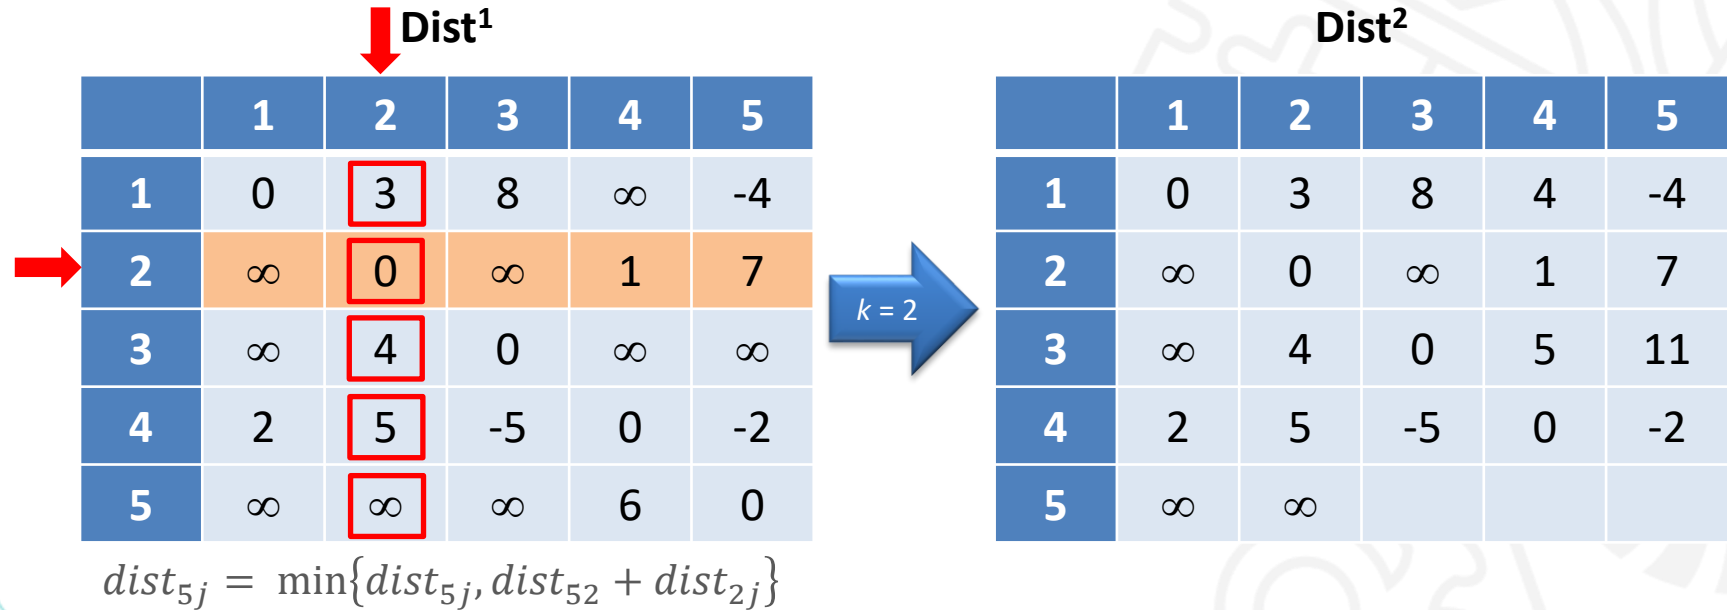 Dist¹
1 2 3 4 5
1 0 3 8 ∞ -4
2 ∞ 0 ∞ 1 7
3 ∞ 4 0 ∞ ∞
4 2 5 -5 0 -2
5 ∞ ∞ ∞ 6 0
dist₅ⱼ = min{dist₅ⱼ, dist₅₂ + dist₂ⱼ}
k = 2
Dist²
1 2 3 4 5
1 0 3 8 4 -4
2 ∞ 0 ∞ 1 7
3 ∞ 4 0 5 11
4 2 5 -5 0 -2
5 ∞ ∞